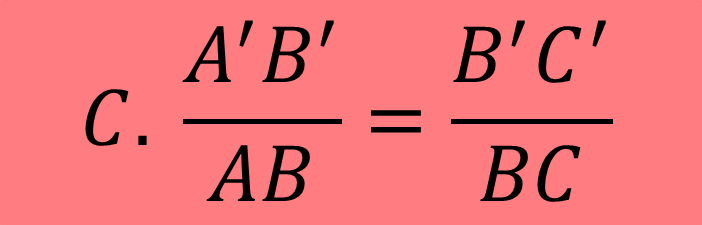 C. A′B′/AB = B′C′/BC